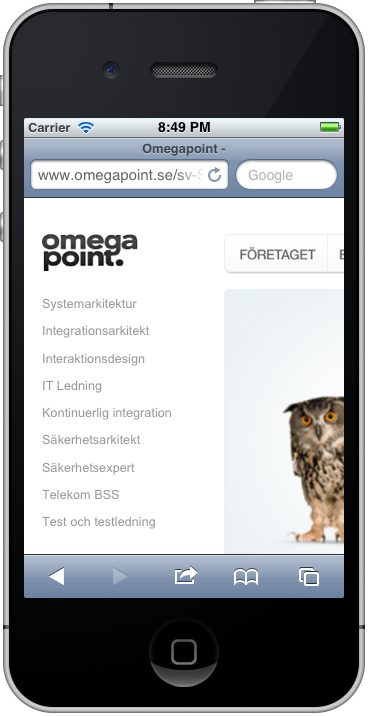 Carrier 8:49 PM
Omegapoint -
www.omegapoint.se/sv-S Google
omega
point.
FÖRETAGET
Systemarkitektur
Integrationsarkitekt
Interaktionsdesign
IT Ledning
Kontinuerlig integration
Säkerhetsarkitekt
Säkerhetsexpert
Telekom BSS
Test och testledning